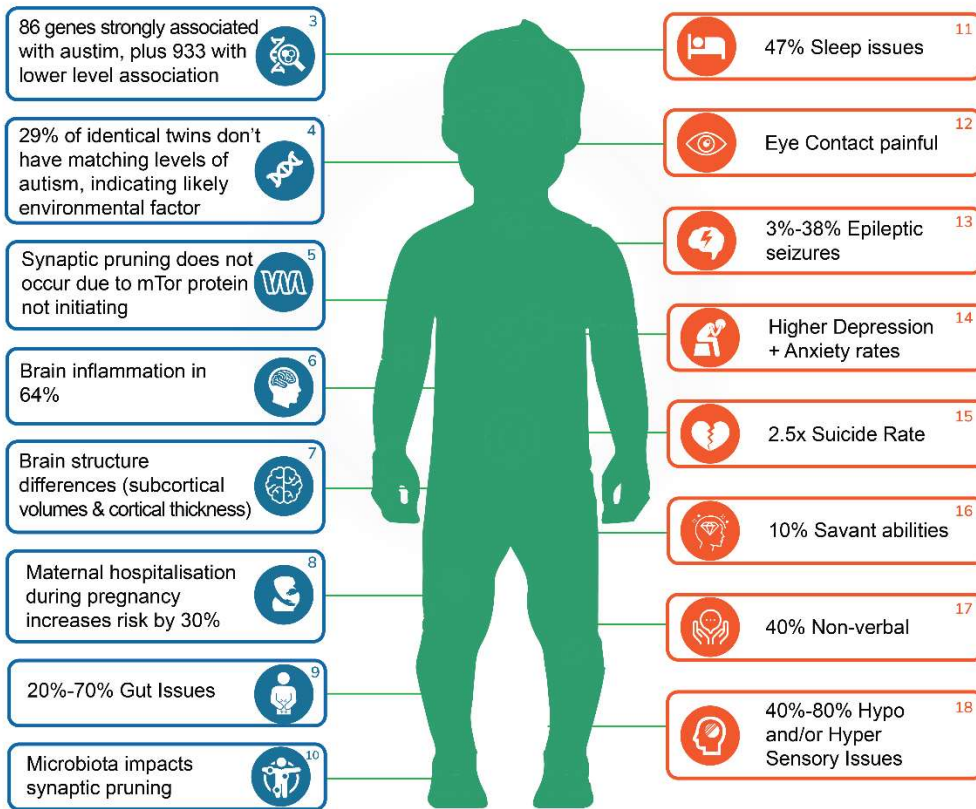 3
86 genes strongly associated
with austim, plus 933 with
lower level association
4
29% of identical twins don't
have matching levels of
autism, indicating likely
environmental factor
5
Synaptic pruning does not
occur due to mTor protein
not initiating
6
Brain inflammation in
64%
7
Brain structure
differences (subcortical
volumes & cortical thickness)
8
Maternal hospitalisation
during pregnancy
increases risk by 30%
9
20%-70% Gut Issues
10
Microbiota impacts
synaptic pruning
11
47% Sleep issues
12
Eye Contact painful
13
3%-38% Epileptic
seizures
14
Higher Depression
+ Anxiety rates
15
2.5x Suicide Rate
16
10% Savant abilities
17
40% Non-verbal
18
40%-80% Hypo
and/or Hyper
Sensory Issues